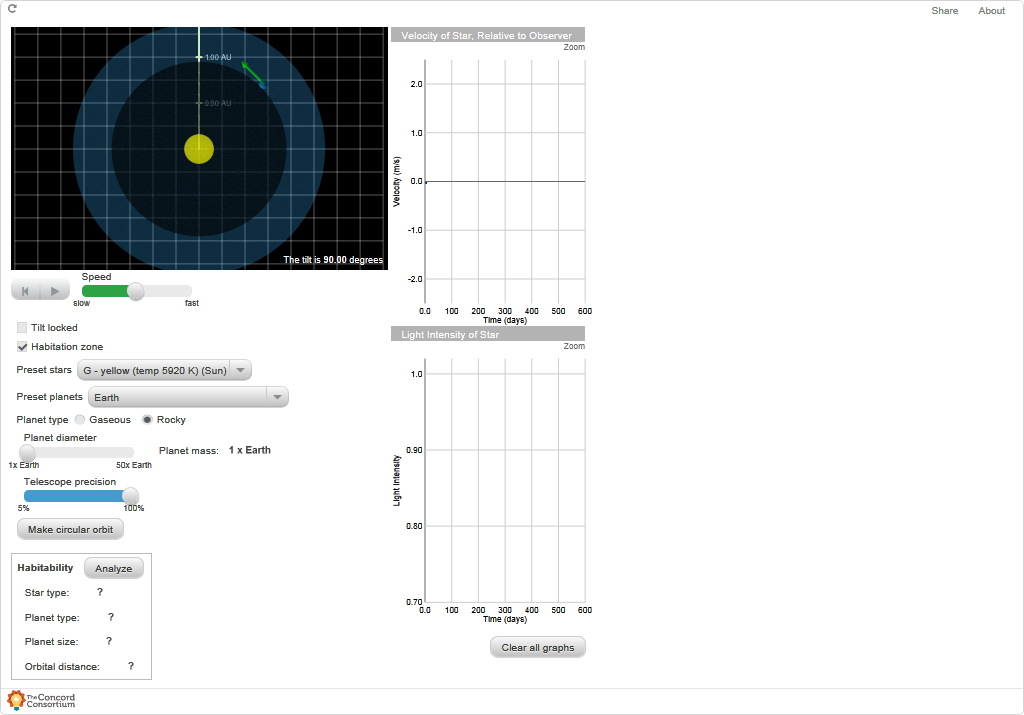 Share About
1.00 AU
0.50 AU
The tilt is 90.00 degrees
Speed
slow fast
Tilt locked
Habitation zone
Preset stars G - yellow (temp 5920 K) (Sun)
Preset planets Earth
Planet type Gaseous Rocky
Planet diameter
1x Earth 50x Earth
Planet mass: 1 x Earth
Telescope precision
5% 100%
Make circular orbit
Habitability Analyze
Star type: ?
Planet type: ?
Planet size: ?
Orbital distance: ?
Velocity of Star, Relative to Observer
Zoom
2.0
1.0
0.0
-1.0
-2.0
Velocity (m/s)
0.0 100 200 300 400 500 600
Time (days)
Light Intensity of Star
Zoom
1.0
0.90
0.80
0.70
Light Intensity
0.0 100 200 300 400 500 600
Time (days)
Clear all graphs
The Concord
Consortium